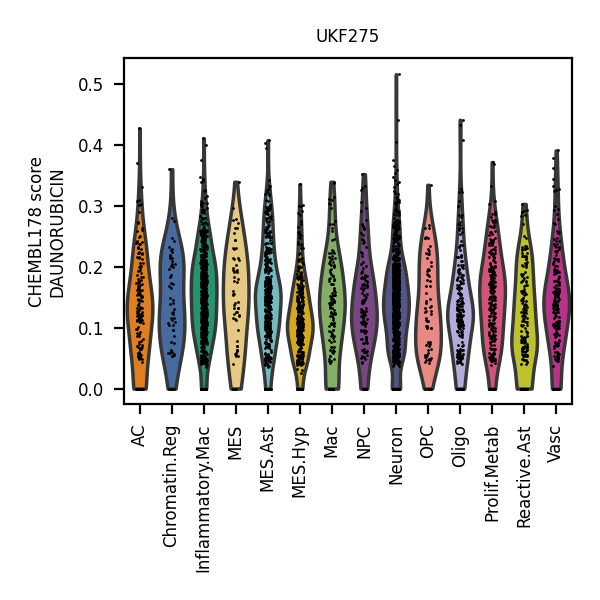 UKF275
CHEMBL178 score
DAUNORUBICIN
0.5
0.4
0.3
0.2
0.1
0.0
AC
Chromatin.Reg
Inflammatory.Mac
MES
MES.Ast
MES.Hyp
Mac
NPC
Neuron
OPC
Oligo
Prolif.Metab
Reactive.Ast
Vasc